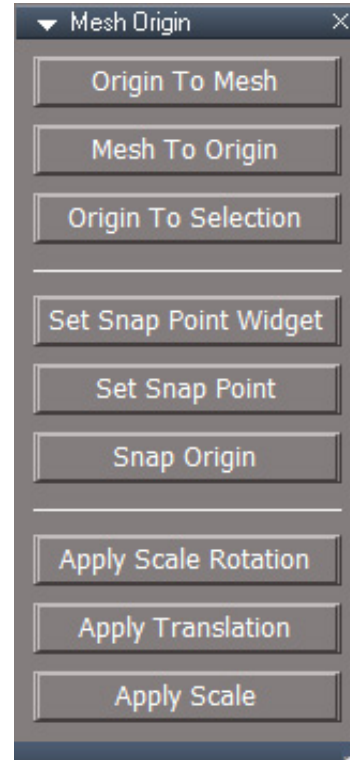 Mesh Origin
Origin To Mesh
Mesh To Origin
Origin To Selection
Set Snap Point Widget
Set Snap Point
Snap Origin
Apply Scale Rotation
Apply Translation
Apply Scale